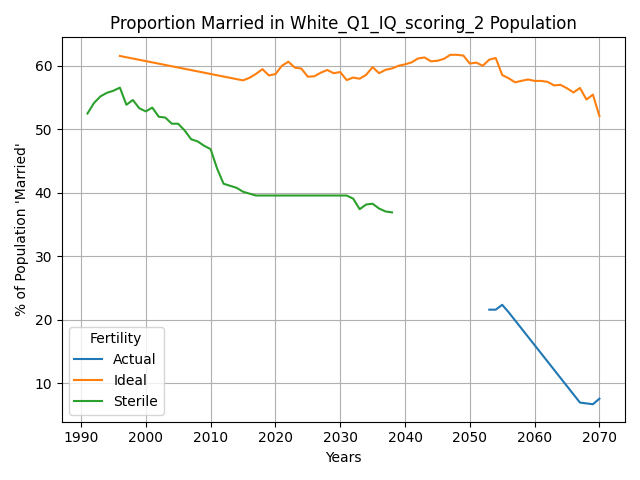 Proportion Married in White_Q1_IQ_scoring_2 Population
% of Population 'Married'
60
50
40
30
20
10
Fertility
Actual
Ideal
Sterile
1990 2000 2010 2020 2030 2040 2050 2060 2070
Years